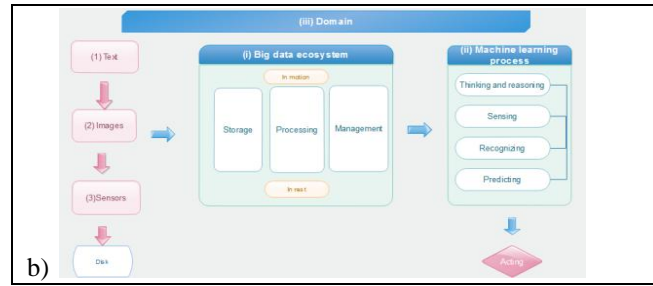 (iii) Domain
(1) Text
(2) Images
(3)Sensors
Disk
(i) Big data ecosystem
In motion
Storage
Processing
Management
In rest
(ii) Machine learning
process
Thinking and reasoning
Sensing
Recognizing
Predicting
Acting
b)